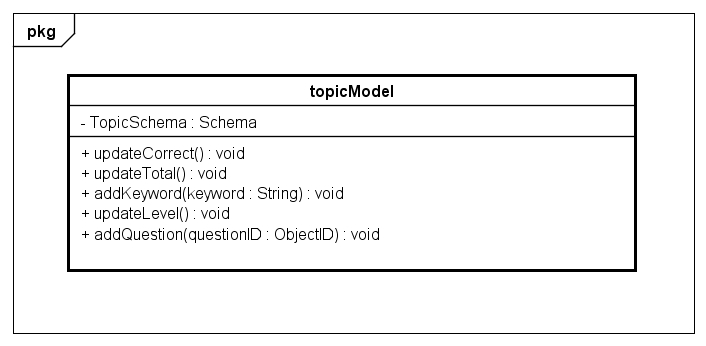 pkg
topicModel
- TopicSchema : Schema
+ updateCorrect() : void
+ updateTotal() : void
+ addKeyword(keyword : String) : void
+ updateLevel() : void
+ addQuestion(questionID : ObjectID) : void